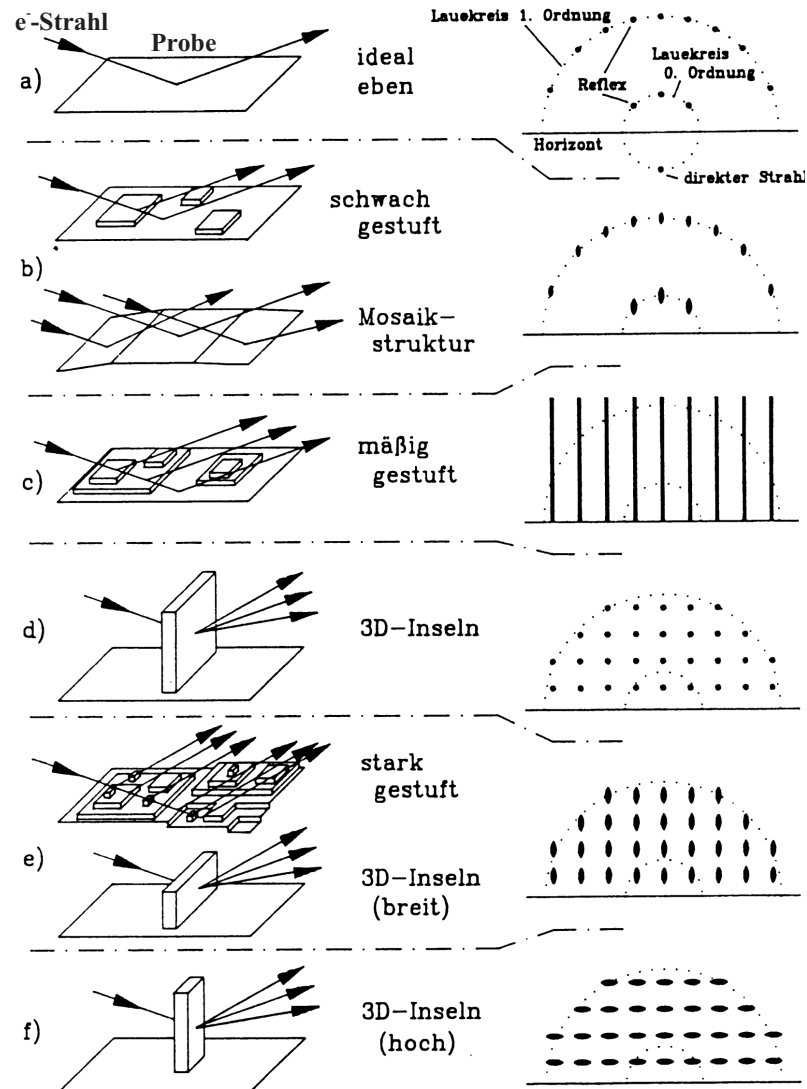 e⁻-Strahl
Probe
a)
ideal
eben
Lauekreis 1. Ordnung
Lauekreis
0. Ordnung
Reflex
Horizont
direkter Strahl
b)
schwach
gestuft
Mosaik-
struktur
c)
mäßig
gestuft
d)
3D-Inseln
e)
stark
gestuft
3D-Inseln
(breit)
f)
3D-Inseln
(hoch)